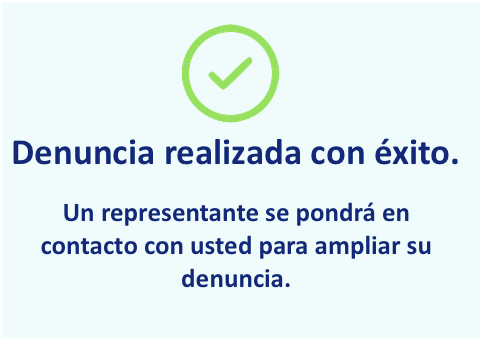 Denuncia realizada con éxito.
Un representante se pondrá en
contacto con usted para ampliar su
denuncia.